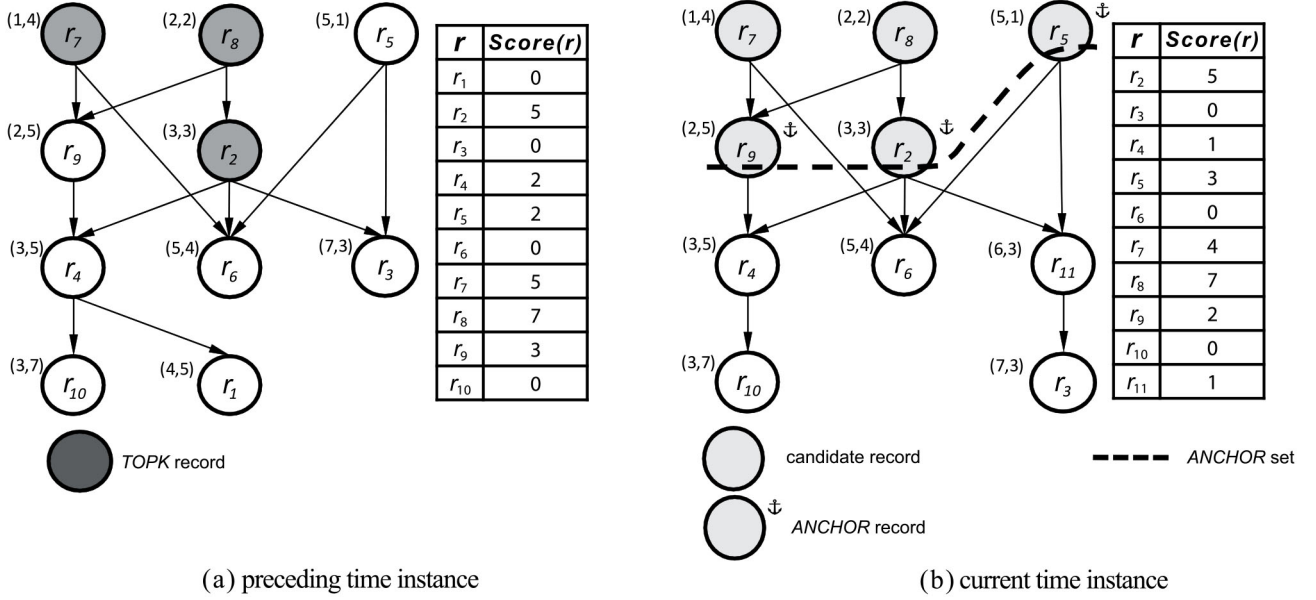 (1,4) r7
(2,2) r8
(5,1) r5
(2,5) r9
(3,3) r2
(3,5) r4
(5,4) r6
(7,3) r3
(3,7) r10
(4,5) r1
r Score(r)
r1 0
r2 5
r3 0
r4 2
r5 2
r6 0
r7 5
r8 7
r9 3
r10 0
TOPK record
(a) preceding time instance
(1,4) r7
(2,2) r8
(5,1) r5 ⚓
(2,5) r9 ⚓
(3,3) r2 ⚓
(3,5) r4
(5,4) r6
(6,3) r11
(3,7) r10
(7,3) r3
r Score(r)
r2 5
r3 0
r4 1
r5 3
r6 0
r7 4
r8 7
r9 2
r10 0
r11 1
candidate record
ANCHOR set
⚓ ANCHOR record
(b) current time instance